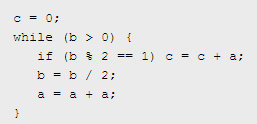 c = 0;
while (b > 0) {
    if (b % 2 == 1) c = c + a;
    b = b / 2;
    a = a + a;
}